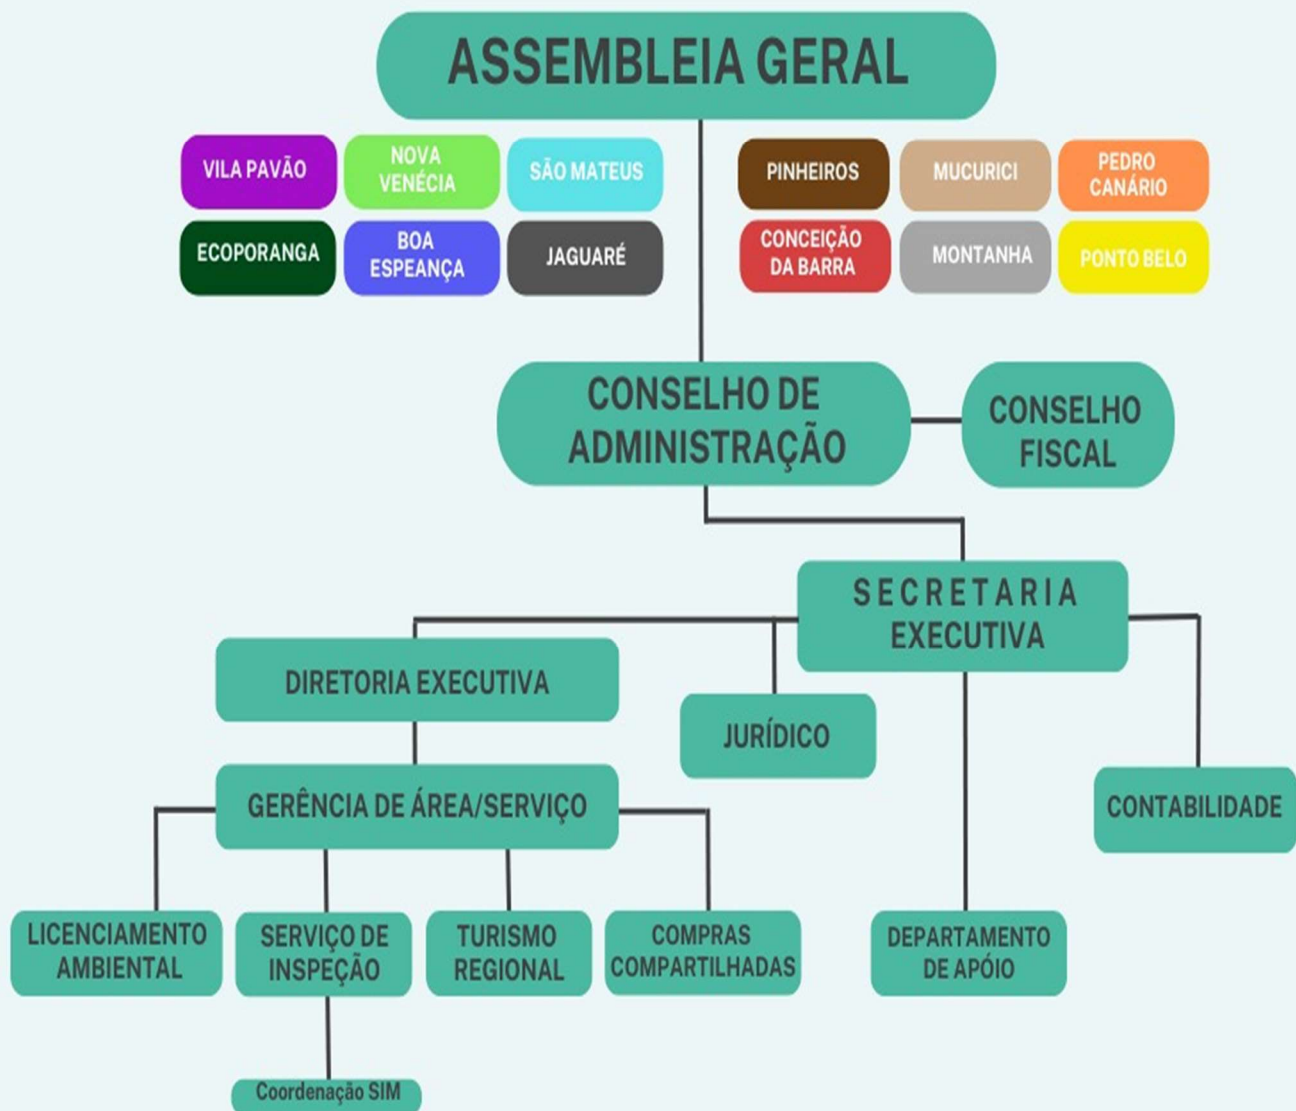 ASSEMBLEIA GERAL
VILA PAVÃO
NOVA
VENÉCIA
SÃO MATEUS
PINHEIROS
MUCURICI
PEDRO
CANÁRIO
ECOPORANGA
BOA
ESPEANÇA
JAGUARÉ
CONCEIÇÃO
DA BARRA
MONTANHA
PONTO BELO
CONSELHO DE
ADMINISTRAÇÃO
CONSELHO
FISCAL
SECRETARIA
EXECUTIVA
DIRETORIA EXECUTIVA
JURÍDICO
GERÊNCIA DE ÁREA/SERVIÇO
CONTABILIDADE
LICENCIAMENTO
AMBIENTAL
SERVIÇO DE
INSPEÇÃO
TURISMO
REGIONAL
COMPRAS
COMPARTILHADAS
DEPARTAMENTO
DE APÓIO
Coordenação SIM